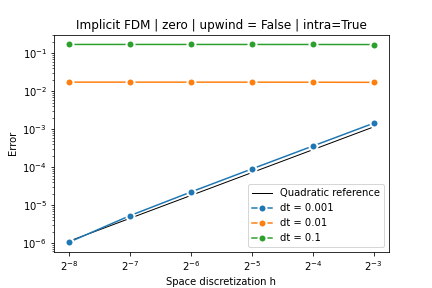 Implicit FDM | zero | upwind = False | intra=True
Error
10⁻¹
10⁻²
10⁻³
10⁻⁴
10⁻⁵
10⁻⁶
Quadratic reference
dt = 0.001
dt = 0.01
dt = 0.1
2⁻⁸ 2⁻⁷ 2⁻⁶ 2⁻⁵ 2⁻⁴ 2⁻³
Space discretization h